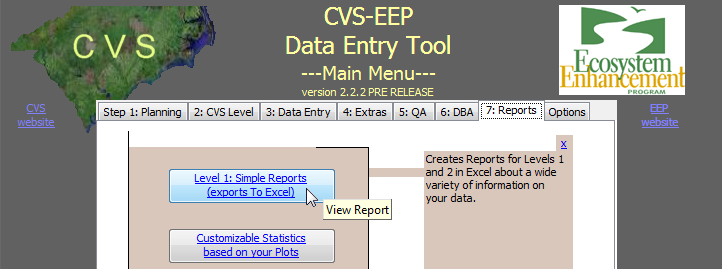 CVS-EEP
Data Entry Tool
---Main Menu---
version 2.2.2 PRE RELEASE
C V S
Ecosystem
Enhancement
PROGRAM
CVS
website
EEP
website
Step 1: Planning
2: CVS Level
3: Data Entry
4: Extras
5: QA
6: DBA
7: Reports
Options
x
Level 1: Simple Reports
(exports To Excel)
View Report
Creates Reports for Levels 1
and 2 in Excel about a wide
variety of information on
your data.
Customizable Statistics
based on your Plots